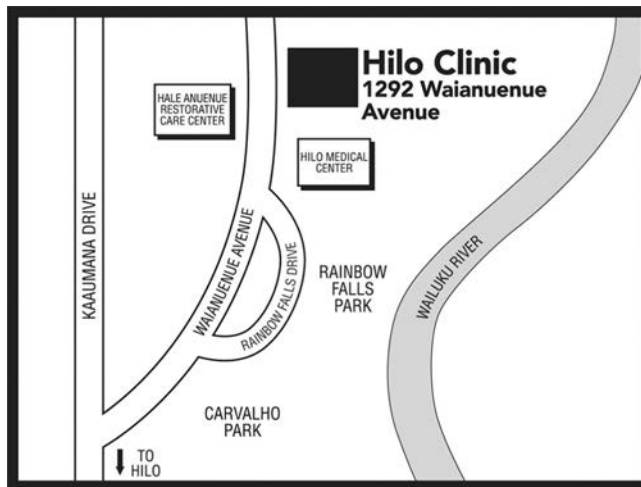 Hilo Clinic
1292 Waianuenue
Avenue
HALE ANUENUE
RESTORATIVE
CARE CENTER
HILO MEDICAL
CENTER
KAAUMANA DRIVE
WAIANUENUE AVENUE
RAINBOW FALLS DRIVE
RAINBOW
FALLS
PARK
WAILUKU RIVER
CARVALHO
PARK
TO
HILO